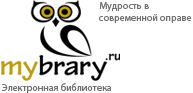 Мудрость в
современной оправе
mybrary.ru
Электронная библиотека